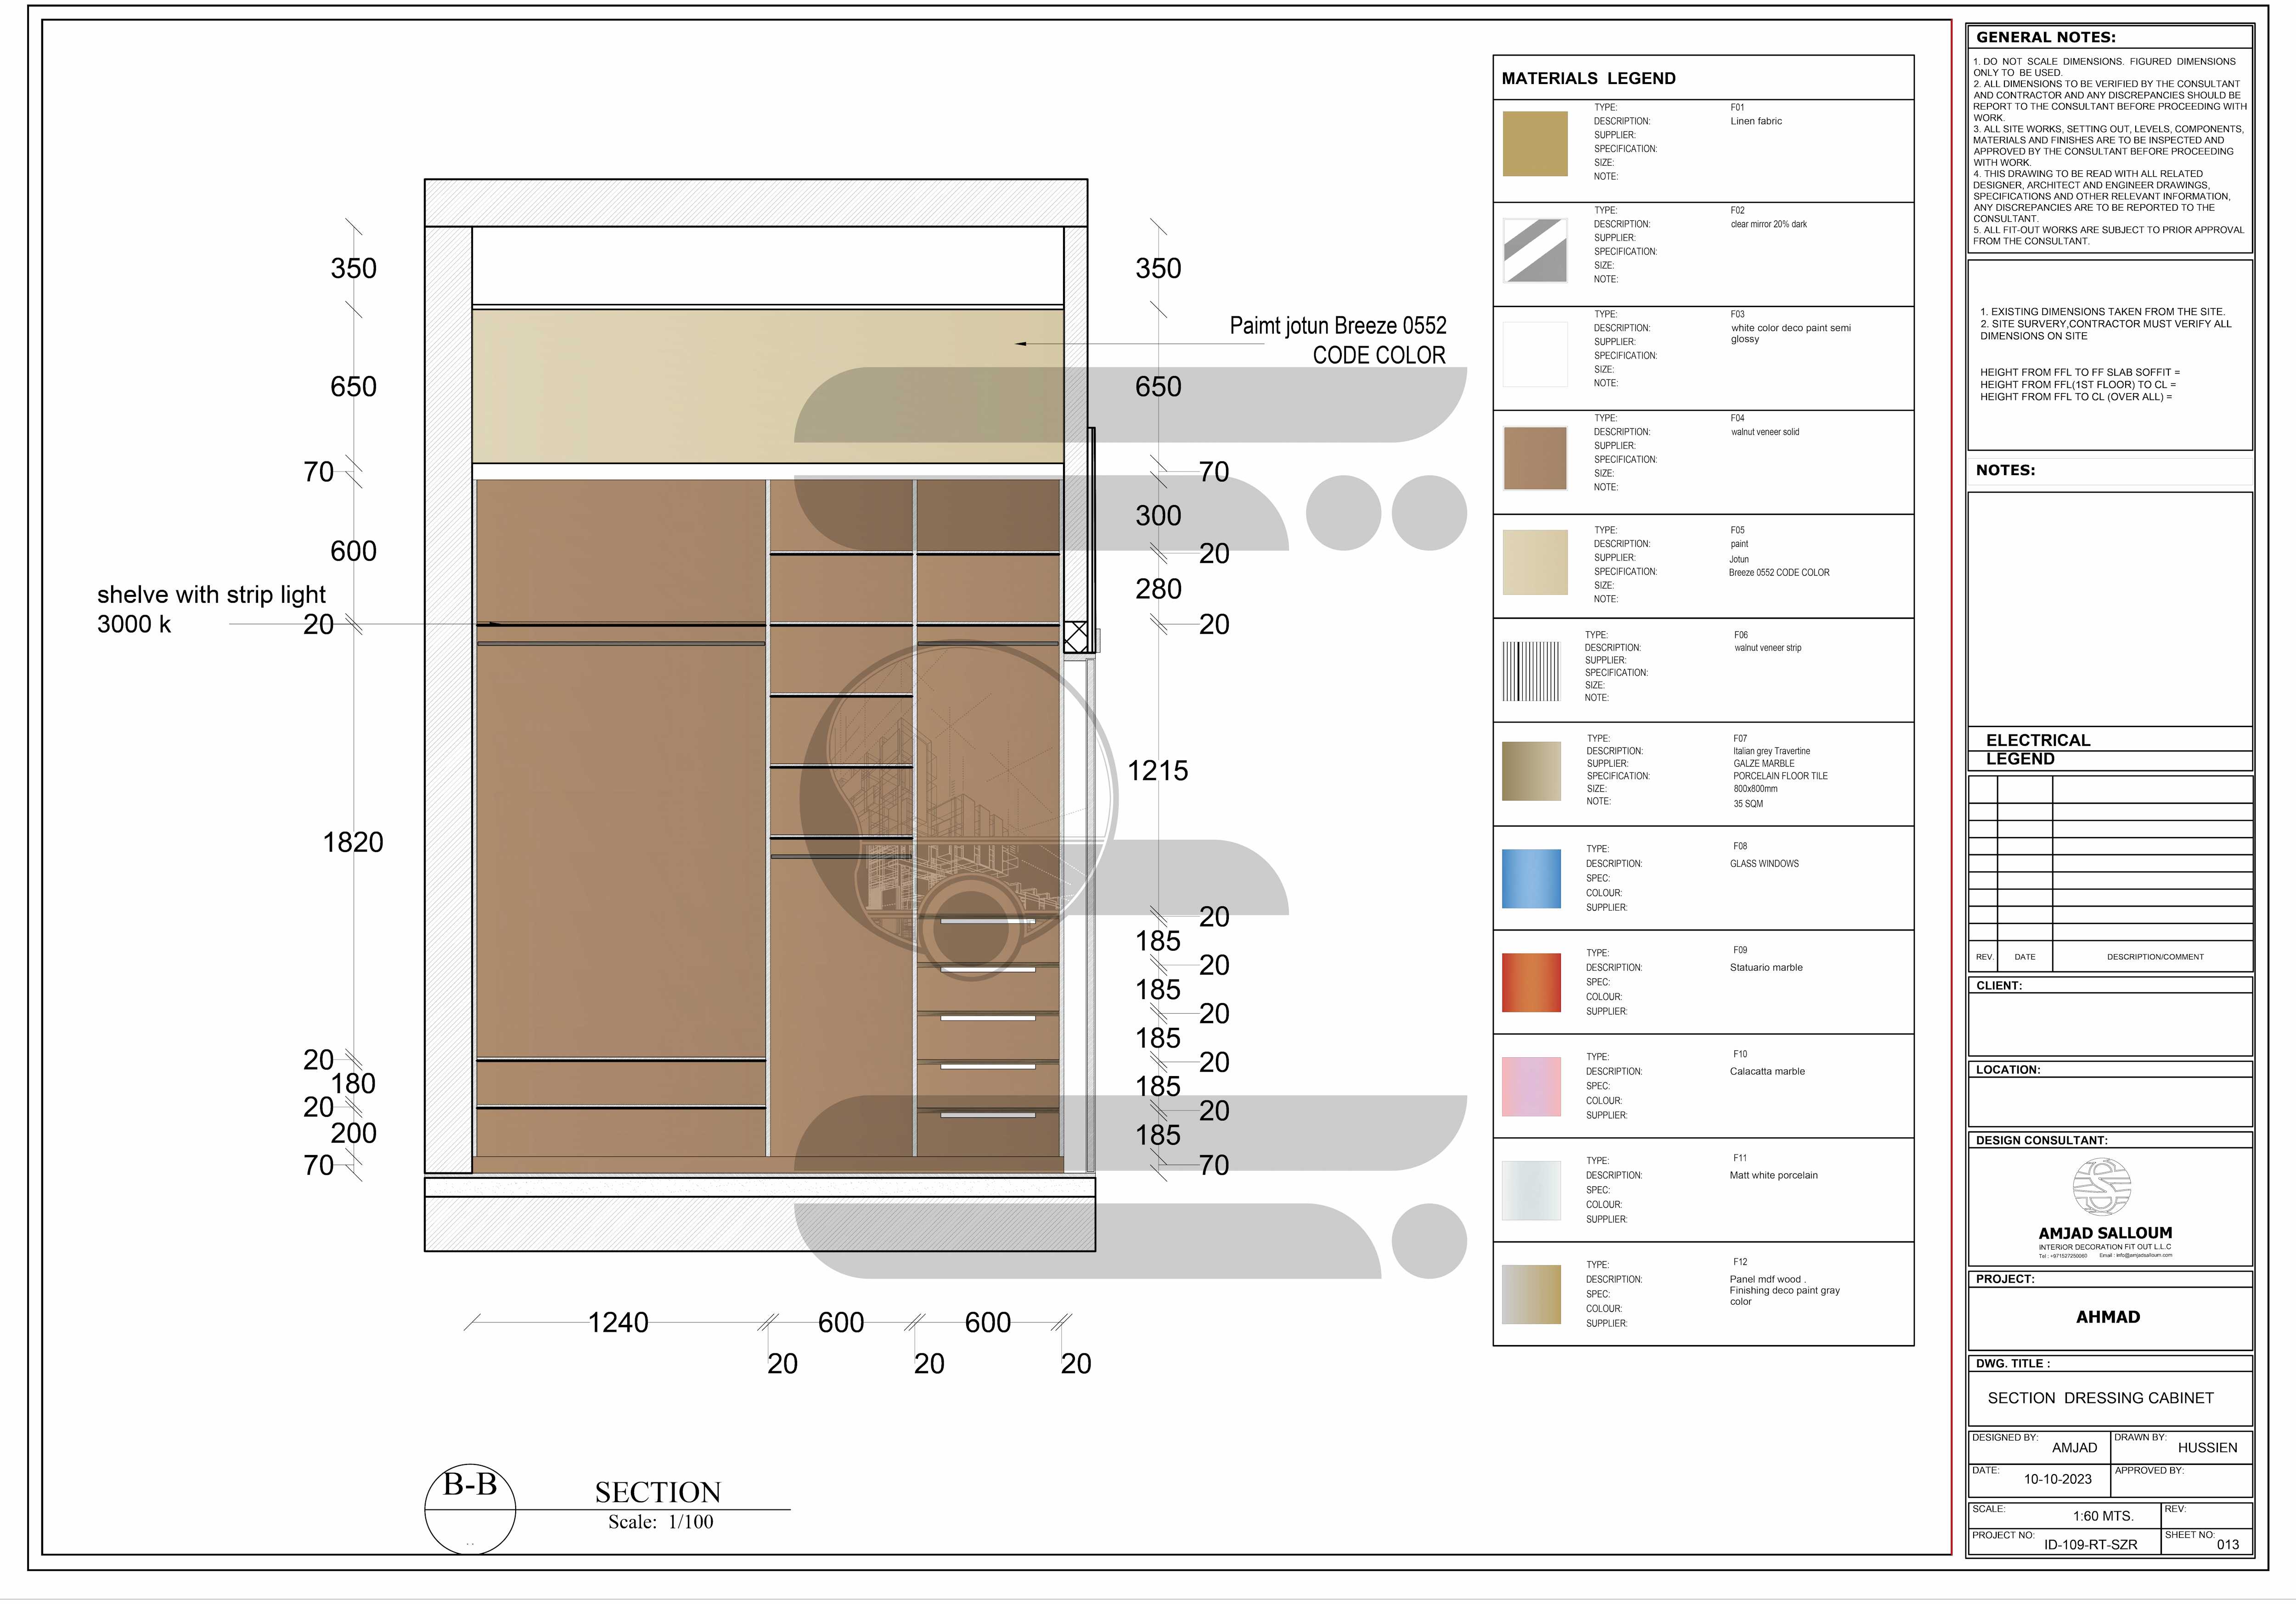 350
650
70
600
shelve with strip light
3000 k
20
1820
20
180
20
200
70
350
Paimt jotun Breeze 0552
CODE COLOR
650
70
300
20
280
20
1215
20
185
20
185
20
185
20
185
20
185
70
1240
600
600
20
20
20
B-B
SECTION
Scale: 1/100
MATERIALS LEGEND
TYPE: F01
DESCRIPTION: Linen fabric
SUPPLIER:
SPECIFICATION:
SIZE:
NOTE:
TYPE: F02
DESCRIPTION: clear mirror 20% dark
SUPPLIER:
SPECIFICATION:
SIZE:
NOTE:
TYPE: F03
DESCRIPTION: white color deco paint semi
glossy
SUPPLIER:
SPECIFICATION:
SIZE:
NOTE:
TYPE: F04
DESCRIPTION: walnut veneer solid
SUPPLIER:
SPECIFICATION:
SIZE:
NOTE:
TYPE: F05
DESCRIPTION: paint
SUPPLIER: Jotun
SPECIFICATION: Breeze 0552 CODE COLOR
SIZE:
NOTE:
TYPE: F06
DESCRIPTION: walnut veneer strip
SUPPLIER:
SPECIFICATION:
SIZE:
NOTE:
TYPE: F07
DESCRIPTION: Italian grey Travertine
SUPPLIER: GALZE MARBLE
SPECIFICATION: PORCELAIN FLOOR TILE
SIZE: 800x800mm
NOTE: 35 SQM
TYPE: F08
DESCRIPTION: GLASS WINDOWS
SPEC:
COLOUR:
SUPPLIER:
TYPE: F09
DESCRIPTION: Statuario marble
SPEC:
COLOUR:
SUPPLIER:
TYPE: F10
DESCRIPTION: Calacatta marble
SPEC:
COLOUR:
SUPPLIER:
TYPE: F11
DESCRIPTION: Matt white porcelain
SPEC:
COLOUR:
SUPPLIER:
TYPE: F12
DESCRIPTION: Panel mdf wood .
Finishing deco paint gray
color
SPEC:
COLOUR:
SUPPLIER:
GENERAL NOTES:
1. DO NOT SCALE DIMENSIONS. FIGURED DIMENSIONS
ONLY TO BE USED.
2. ALL DIMENSIONS TO BE VERIFIED BY THE CONSULTANT
AND CONTRACTOR AND ANY DISCREPANCIES SHOULD BE
REPORT TO THE CONSULTANT BEFORE PROCEEDING WITH
WORK.
3. ALL SITE WORKS, SETTING OUT, LEVELS, COMPONENTS,
MATERIALS AND FINISHES ARE TO BE INSPECTED AND
APPROVED BY THE CONSULTANT BEFORE PROCEEDING
WITH WORK.
4. THIS DRAWING TO BE READ WITH ALL RELATED
DESIGNER, ARCHITECT AND ENGINEER DRAWINGS,
SPECIFICATIONS AND OTHER RELEVANT INFORMATION,
ANY DISCREPANCIES ARE TO BE REPORTED TO THE
CONSULTANT.
5. ALL FIT-OUT WORKS ARE SUBJECT TO PRIOR APPROVAL
FROM THE CONSULTANT.
1. EXISTING DIMENSIONS TAKEN FROM THE SITE.
2. SITE SURVERY,CONTRACTOR MUST VERIFY ALL
DIMENSIONS ON SITE
HEIGHT FROM FFL TO FF SLAB SOFFIT =
HEIGHT FROM FFL(1ST FLOOR) TO CL =
HEIGHT FROM FFL TO CL (OVER ALL) =
NOTES:
ELECTRICAL
LEGEND
REV. DATE DESCRIPTION/COMMENT
CLIENT:
LOCATION:
DESIGN CONSULTANT:
AMJAD SALLOUM
INTERIOR DECORATION FIT OUT L.L.C
Tel : +971527250060 Email : info@amjadsalloum.com
PROJECT:
AHMAD
DWG. TITLE :
SECTION DRESSING CABINET
DESIGNED BY: AMJAD
DRAWN BY: HUSSIEN
DATE: 10-10-2023
APPROVED BY:
SCALE: 1:60 MTS.
REV:
PROJECT NO: ID-109-RT-SZR
SHEET NO: 013